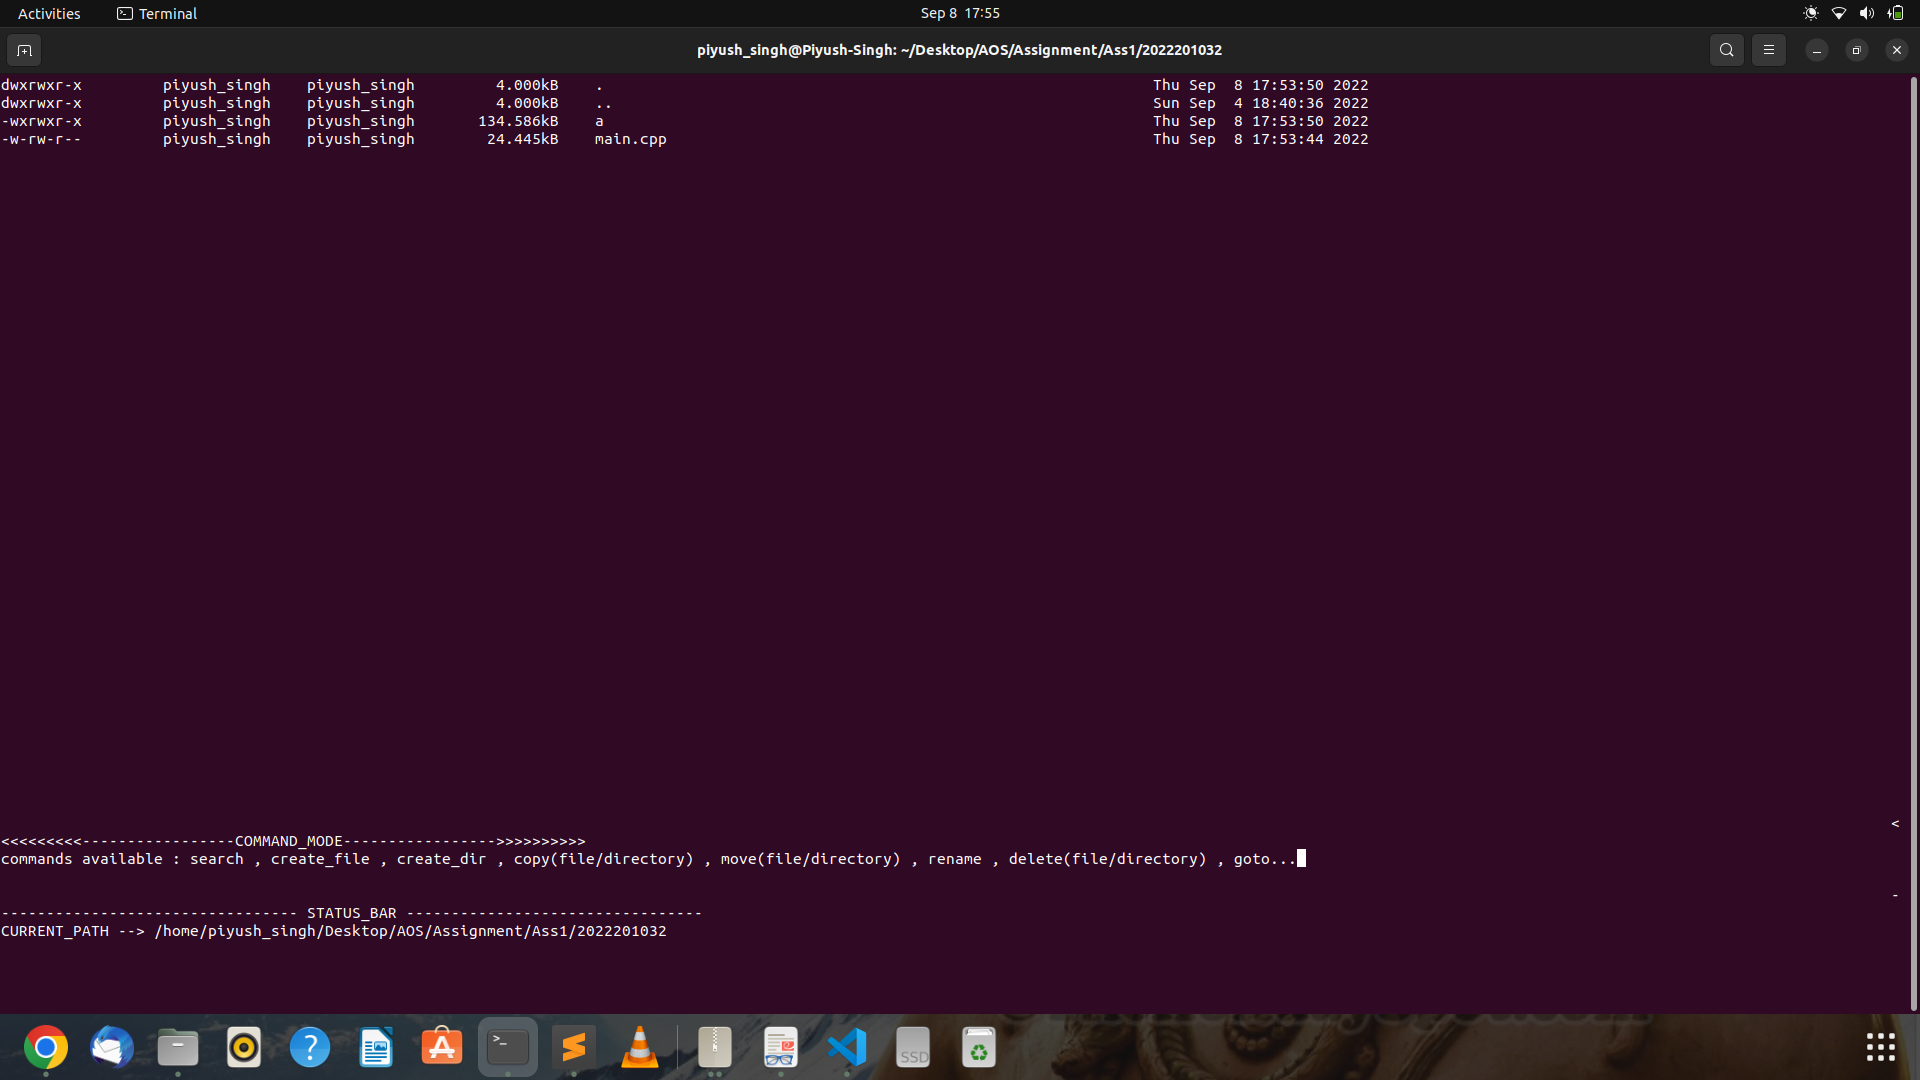 Activities Terminal Sep 8 17:55
piyush_singh@Piyush-Singh: ~/Desktop/AOS/Assignment/Ass1/2022201032
dwxrwxr-x piyush_singh piyush_singh 4.000kB . Thu Sep 8 17:53:50 2022
dwxrwxr-x piyush_singh piyush_singh 4.000kB .. Sun Sep 4 18:40:36 2022
-wxrwxr-x piyush_singh piyush_singh 134.586kB a Thu Sep 8 17:53:50 2022
-w-rw-r-- piyush_singh piyush_singh 24.445kB main.cpp Thu Sep 8 17:53:44 2022
<
<<<<<<<<<-----------------COMMAND_MODE----------------->>>>>>>>>>
commands available : search , create_file , create_dir , copy(file/directory) , move(file/directory) , rename , delete(file/directory) , goto...
-
--------------------------------- STATUS_BAR ---------------------------------
CURRENT_PATH --> /home/piyush_singh/Desktop/AOS/Assignment/Ass1/2022201032
SSD